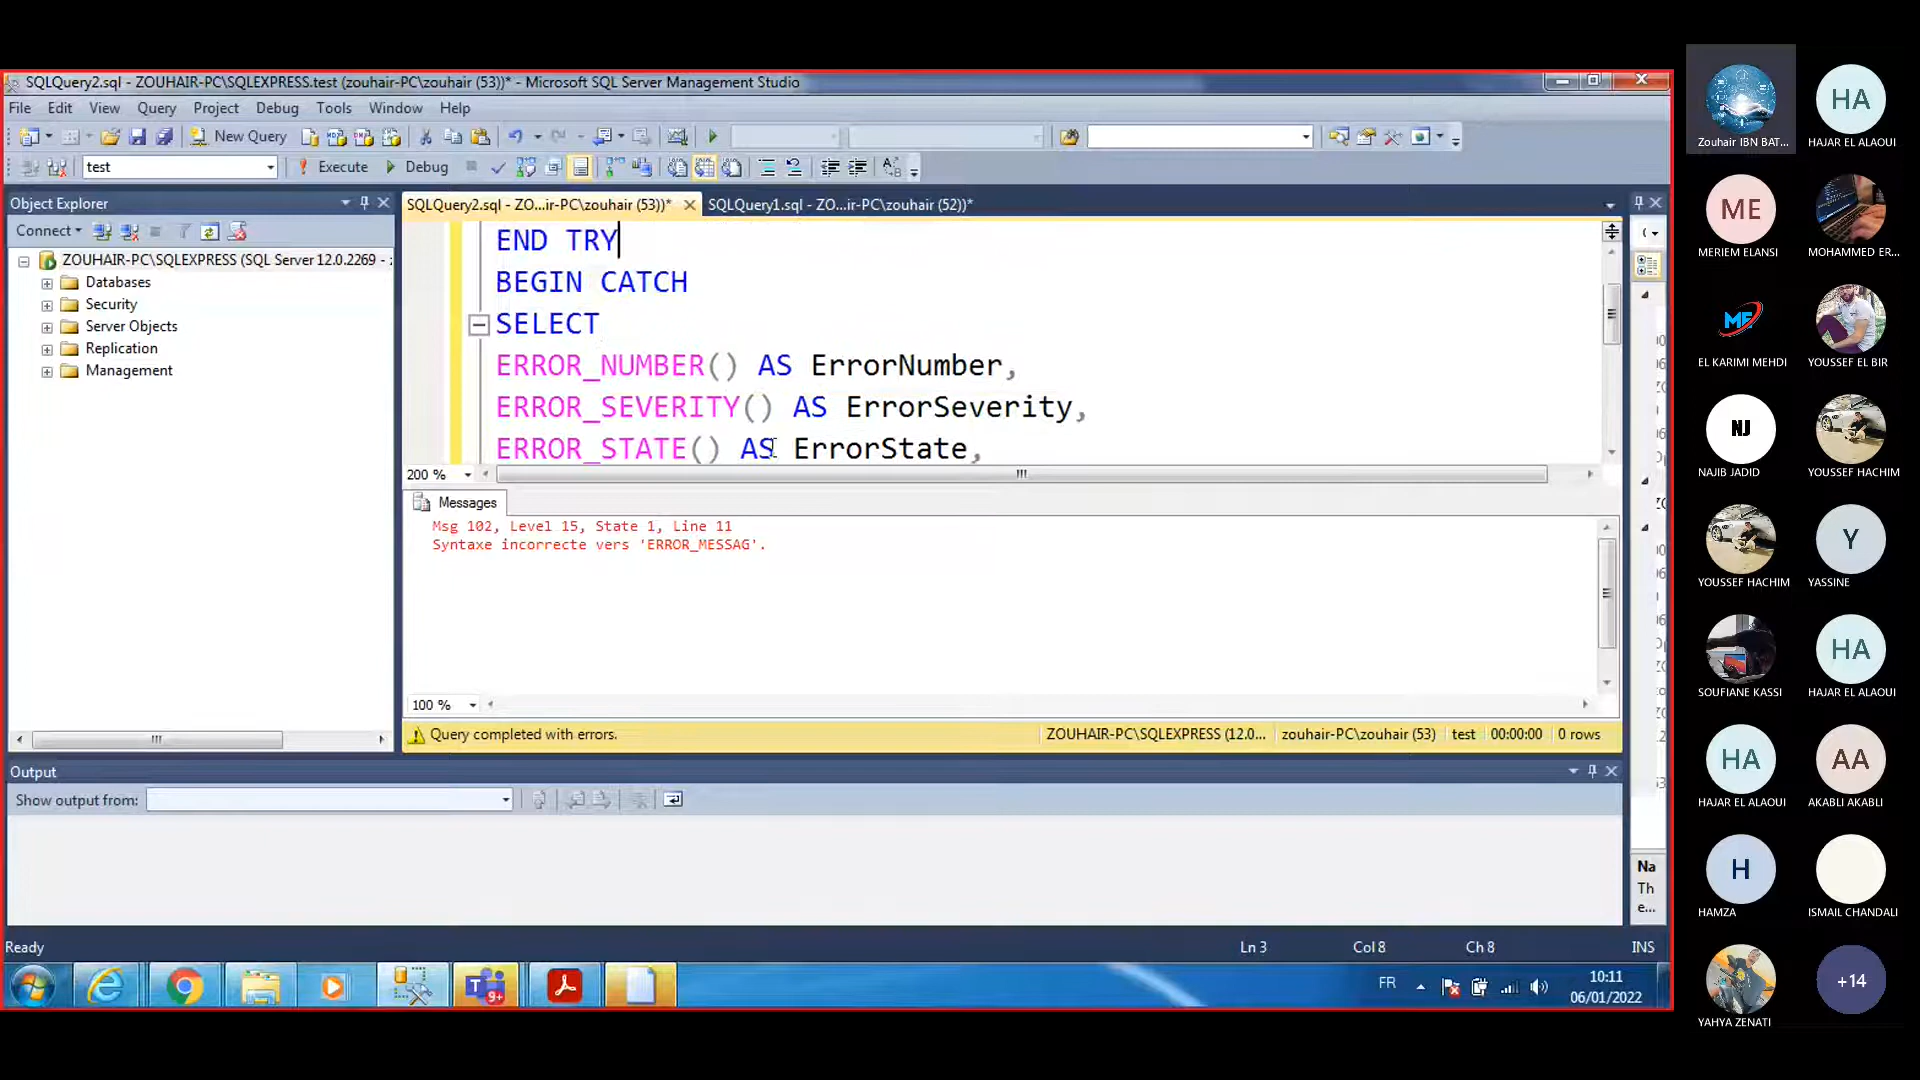 SQLQuery2.sql - ZOUHAIR-PC\SQLEXPRESS.test (zouhair-PC\zouhair (53))* - Microsoft SQL Server Management Studio
File Edit View Query Project Debug Tools Window Help
New Query
test Execute Debug
Object Explorer
Connect
ZOUHAIR-PC\SQLEXPRESS (SQL Server 12.0.2269 -
Databases
Security
Server Objects
Replication
Management
SQLQuery2.sql - ZO...ir-PC\zouhair (53))* SQLQuery1.sql - ZO...ir-PC\zouhair (52))*
END TRY
BEGIN CATCH
SELECT
ERROR_NUMBER() AS ErrorNumber,
ERROR_SEVERITY() AS ErrorSeverity,
ERROR_STATE() AS ErrorState,
200 %
Messages
Msg 102, Level 15, State 1, Line 11
Syntaxe incorrecte vers 'ERROR_MESSAG'.
100 %
Query completed with errors. ZOUHAIR-PC\SQLEXPRESS (12.0... zouhair-PC\zouhair (53) test 00:00:00 0 rows
Output
Show output from:
Na
Th
e...
Ready Ln 3 Col 8 Ch 8 INS
9+
FR
10:11
06/01/2022
Zouhair IBN BAT...
HA
HAJAR EL ALAOUI
ME
MERIEM ELANSI
MOHAMMED ER...
ME
EL KARIMI MEHDI
YOUSSEF EL BIR
NJ
NAJIB JADID
YOUSSEF HACHIM
YOUSSEF HACHIM
Y
YASSINE
SOUFIANE KASSI
HA
HAJAR EL ALAOUI
HA
HAJAR EL ALAOUI
AA
AKABLI AKABLI
H
HAMZA
ISMAIL CHANDALI
YAHYA ZENATI
+14